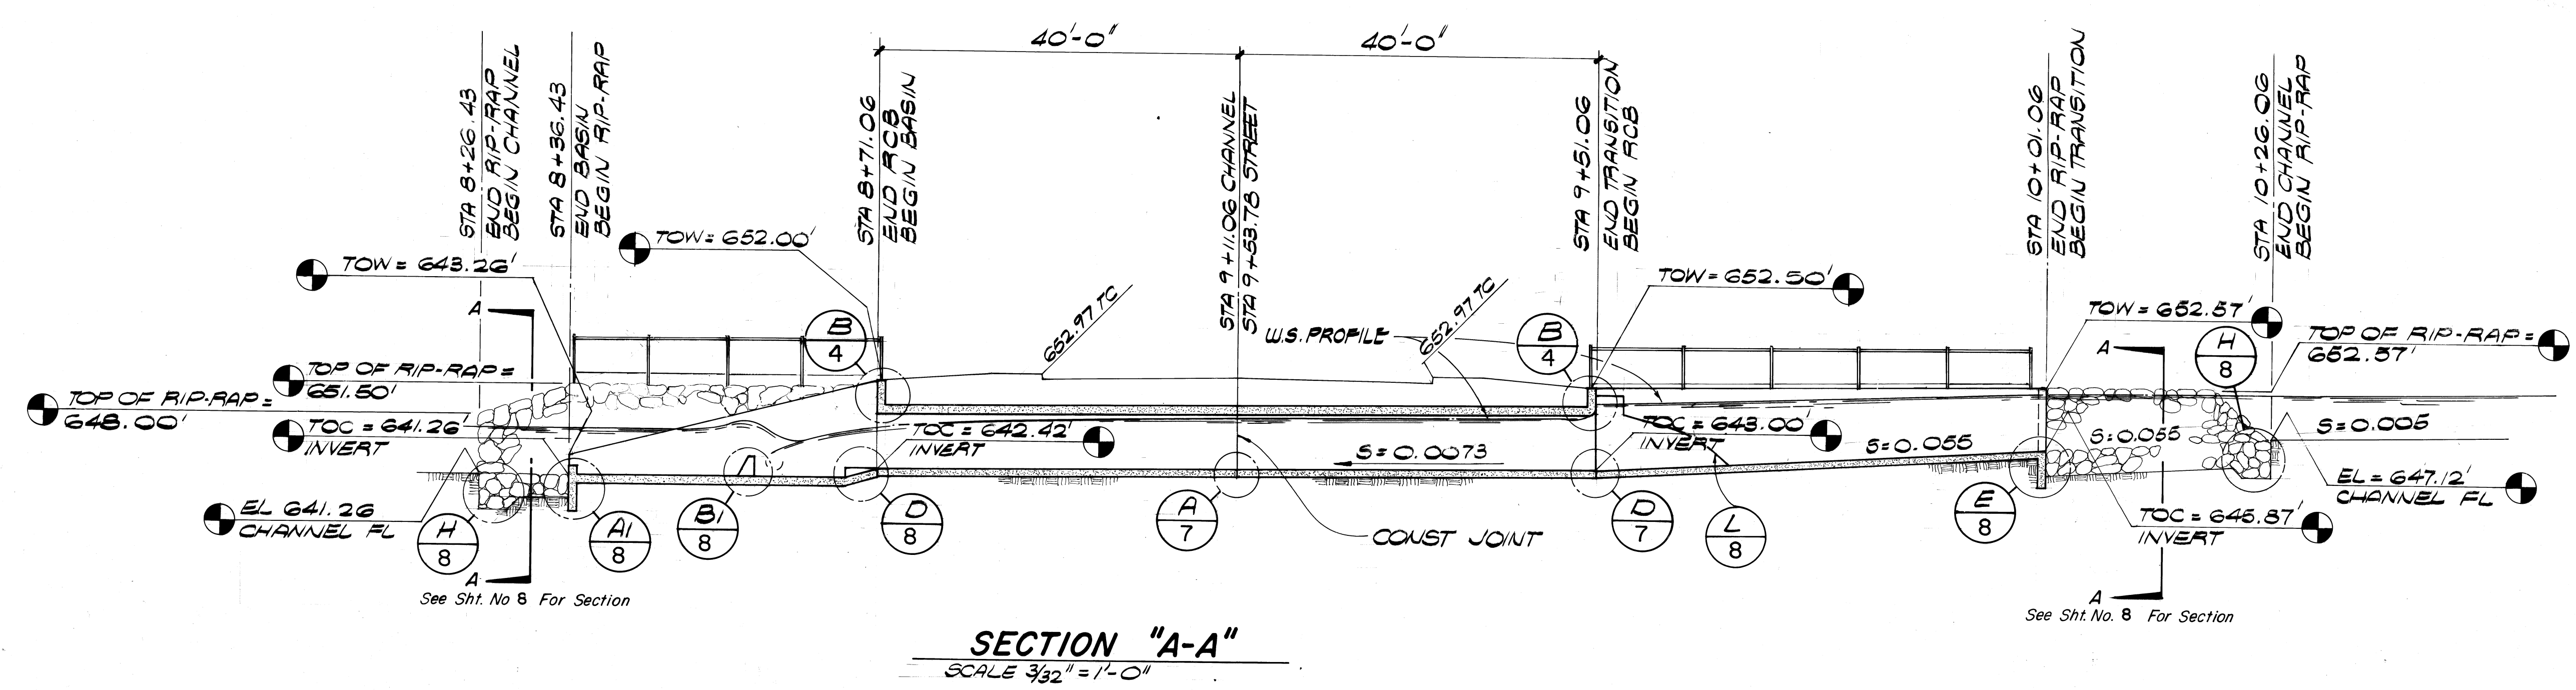 40'-0"
40'-0"
STA 8+26.43
END RIP-RAP
BEGIN CHANNEL
STA 8+36.43
END BASIN
BEGIN RIP-RAP
STA 8+71.06
END RCB
BEGIN BASIN
STA 9+11.06 CHANNEL
STA 9+53.78 STREET
STA 9+51.06
END TRANSITION
BEGIN RCB
STA 10+01.06
END RIP-RAP
BEGIN TRANSITION
STA 10+26.06
END CHANNEL
BEGIN RIP-RAP
TOW = 652.00'
TOW = 643.26'
TOW = 652.50'
TOW = 652.57'
A
B
4
652.97 TC
W.S. PROFILE
652.97 TC
B
4
A
H
8
TOP OF RIP-RAP =
652.57'
TOP OF RIP-RAP =
651.50'
TOP OF RIP-RAP =
648.00'
TOC = 641.26'
INVERT
TOC = 642.42'
INVERT
S=0.0073
TOC = 643.00'
INVERT
S=0.055
S=0.055
S=0.005
EL 641.26
CHANNEL FL
EL = 647.12'
CHANNEL FL
TOC = 645.87'
INVERT
H
8
A1
8
B1
8
D
8
A
7
CONST JOINT
D
7
L
8
E
8
A
See Sht. No 8 For Section
A
See Sht. No. 8 For Section
SECTION "A-A"
SCALE 3/32" = 1'-0"